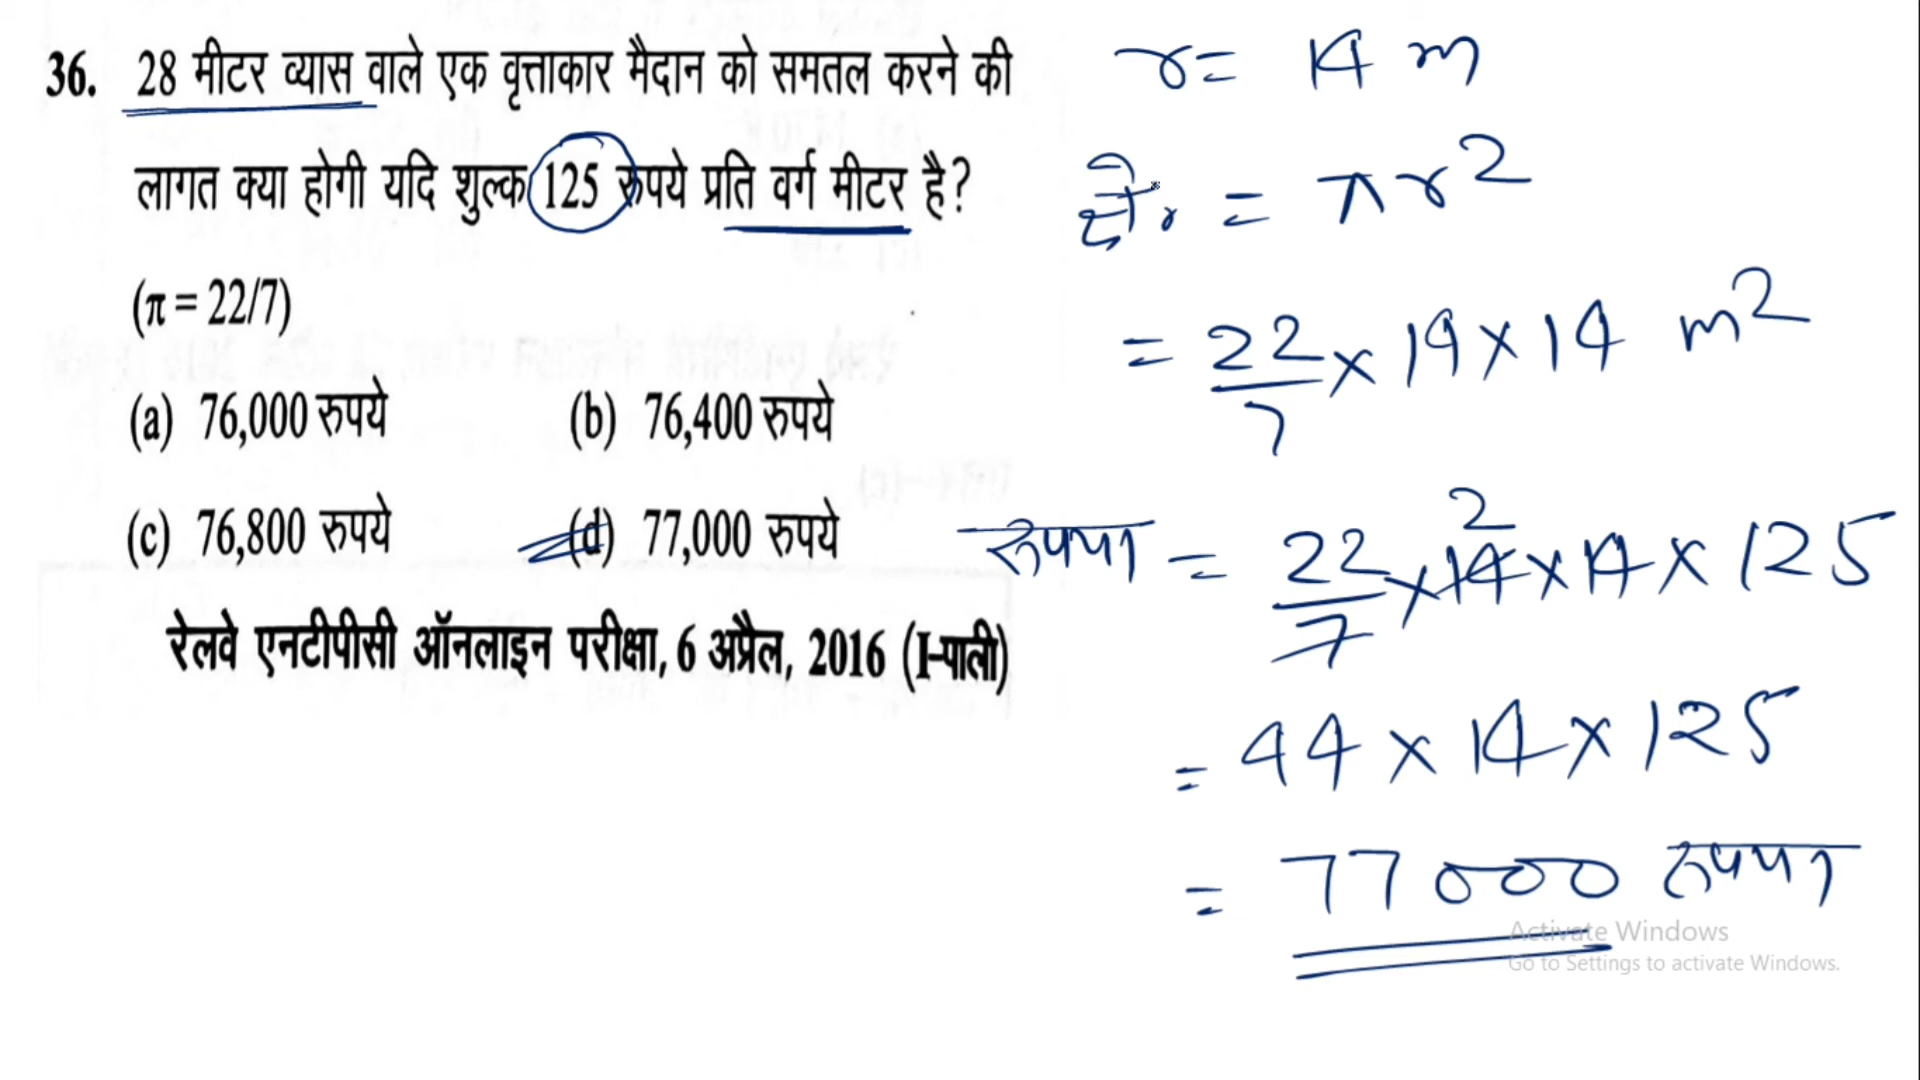 36. 28 मीटर व्यास वाले एक वृत्ताकार मैदान को समतल करने की
लागत क्या होगी यदि शुल्क 125 रुपये प्रति वर्ग मीटर है?
(π = 22/7)
(a) 76,000 रुपये (b) 76,400 रुपये
(c) 76,800 रुपये (d) 77,000 रुपये
रेलवे एनटीपीसी ऑनलाइन परीक्षा, 6 अप्रैल, 2016 (I-पाली)
r = 14 m
= πr²
= 22/7 × 14 × 14 m²
रुपया = 22/7 × 14 2 × 14 × 125
= 44 × 14 × 125
= 77000 रुपया
Activate Windows
Go to Settings to activate Windows.